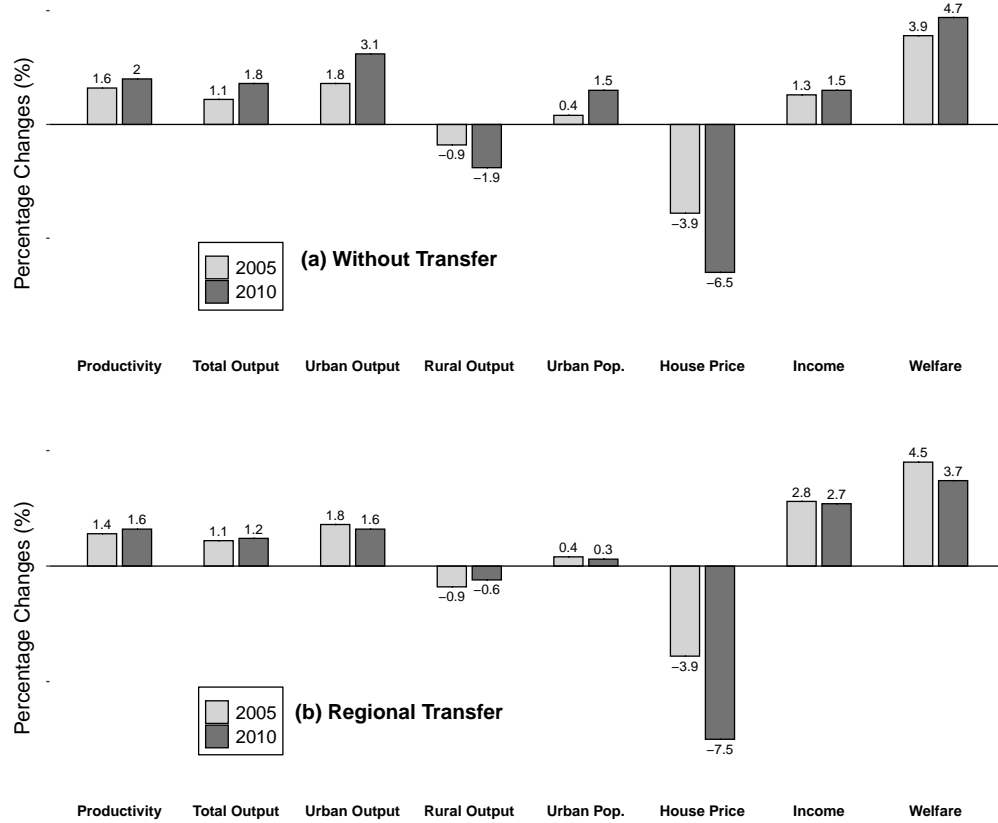 Percentage Changes (%)
1.6 2 1.1 1.8 1.8 3.1 −0.9 −1.9 0.4 1.5 −3.9 −6.5 1.3 1.5 3.9 4.7
(a) Without Transfer
2005
2010
Productivity Total Output Urban Output Rural Output Urban Pop. House Price Income Welfare
Percentage Changes (%)
1.4 1.6 1.1 1.2 1.8 1.6 −0.9 −0.6 0.4 0.3 −3.9 −7.5 2.8 2.7 4.5 3.7
(b) Regional Transfer
2005
2010
Productivity Total Output Urban Output Rural Output Urban Pop. House Price Income Welfare